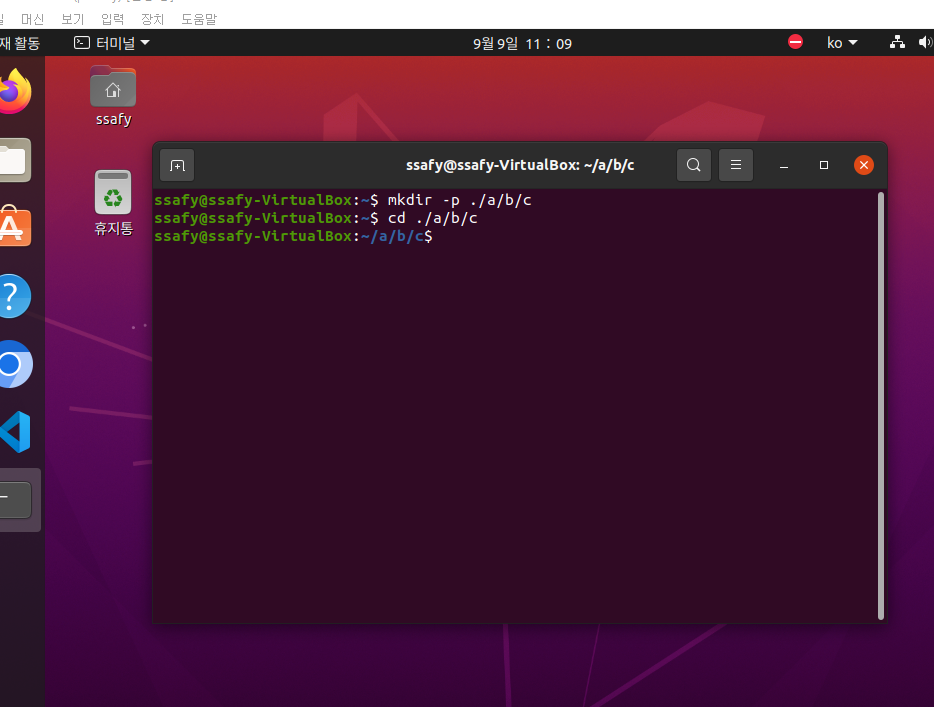 머신 보기 입력 장치 도움말
활동 터미널 9월 9일 11 : 09 ko
ssafy
휴지통
ssafy@ssafy-VirtualBox: ~/a/b/c
ssafy@ssafy-VirtualBox:~$ mkdir -p ./a/b/c
ssafy@ssafy-VirtualBox:~$ cd ./a/b/c
ssafy@ssafy-VirtualBox:~/a/b/c$